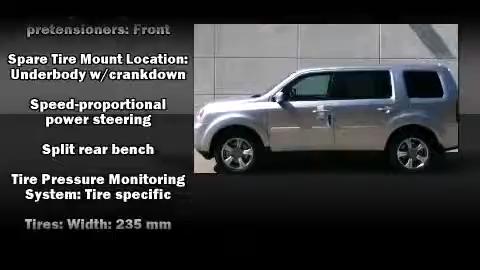 pretensioners: Front
Spare Tire Mount Location:
Underbody w/crankdown
Speed-proportional
power steering
Split rear bench
Tire Pressure Monitoring
System: Tire specific
Tires: Width: 235 mm